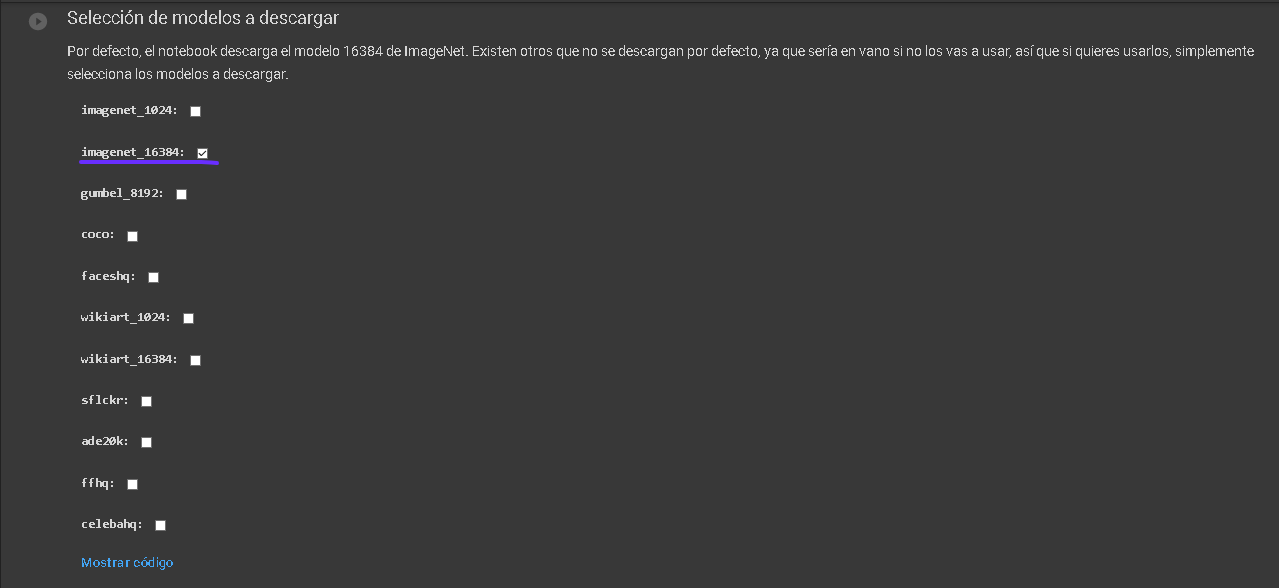 Selección de modelos a descargar
Por defecto, el notebook descarga el modelo 16384 de ImageNet. Existen otros que no se descargan por defecto, ya que sería en vano si no los vas a usar, así que si quieres usarlos, simplemente
selecciona los modelos a descargar.
imagenet_1024:
imagenet_16384:
gumbel_8192:
coco:
faceshq:
wikiart_1024:
wikiart_16384:
sflckr:
ade20k:
ffhq:
celebahq:
Mostrar código